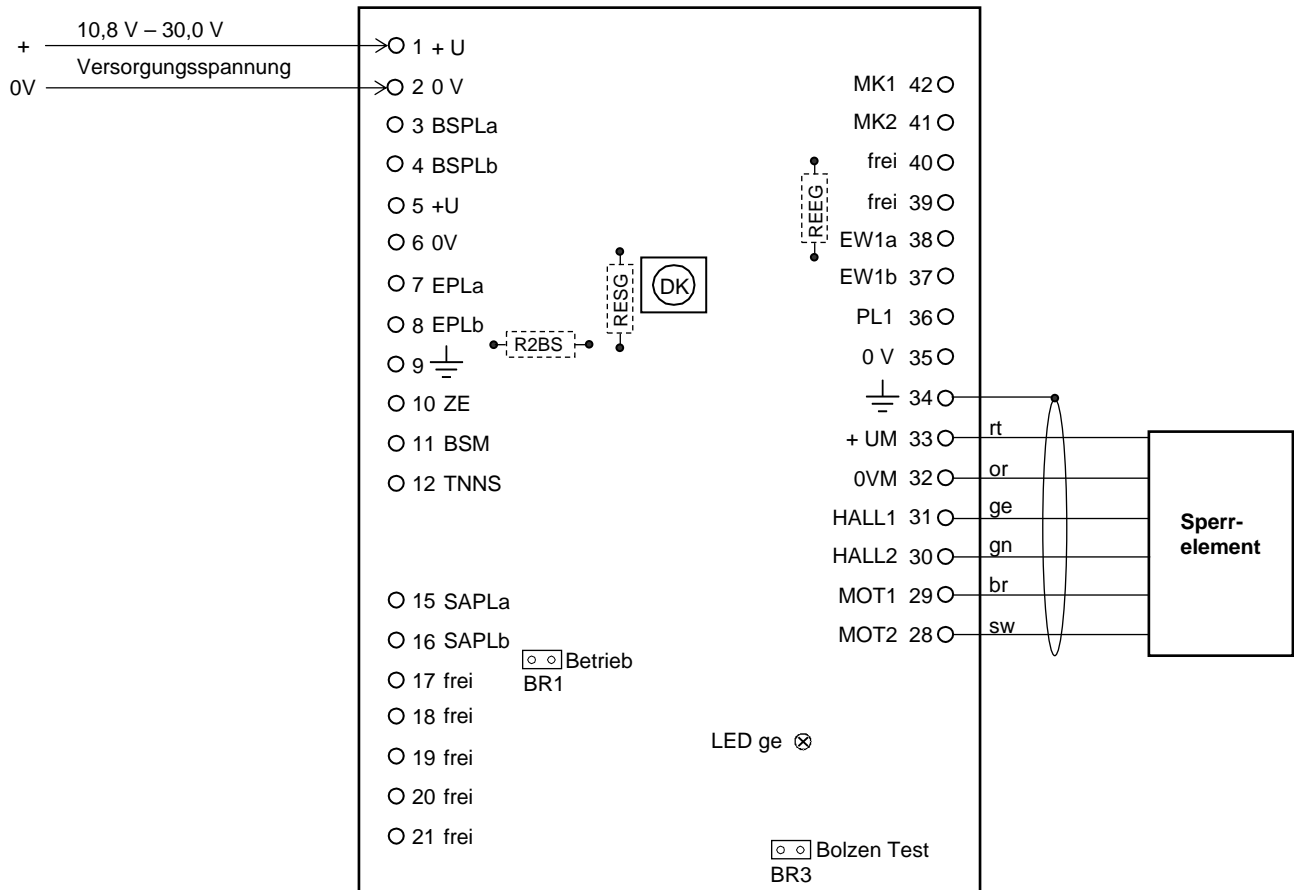 10,8 V – 30,0 V
+
Versorgungsspannung
0V
1 + U
2 0 V
3 BSPLa
4 BSPLb
5 +U
6 0V
7 EPLa
8 EPLb
9
10 ZE
11 BSM
12 TNNS
15 SAPLa
16 SAPLb
17 frei
18 frei
19 frei
20 frei
21 frei
R2BS
RESG
DK
REEG
Betrieb
BR1
LED ge
Bolzen Test
BR3
MK1 42
MK2 41
frei 40
frei 39
EW1a 38
EW1b 37
PL1 36
0 V 35
34
+ UM 33
0VM 32
HALL1 31
HALL2 30
MOT1 29
MOT2 28
rt
or
ge
gn
br
sw
Sperr-
element